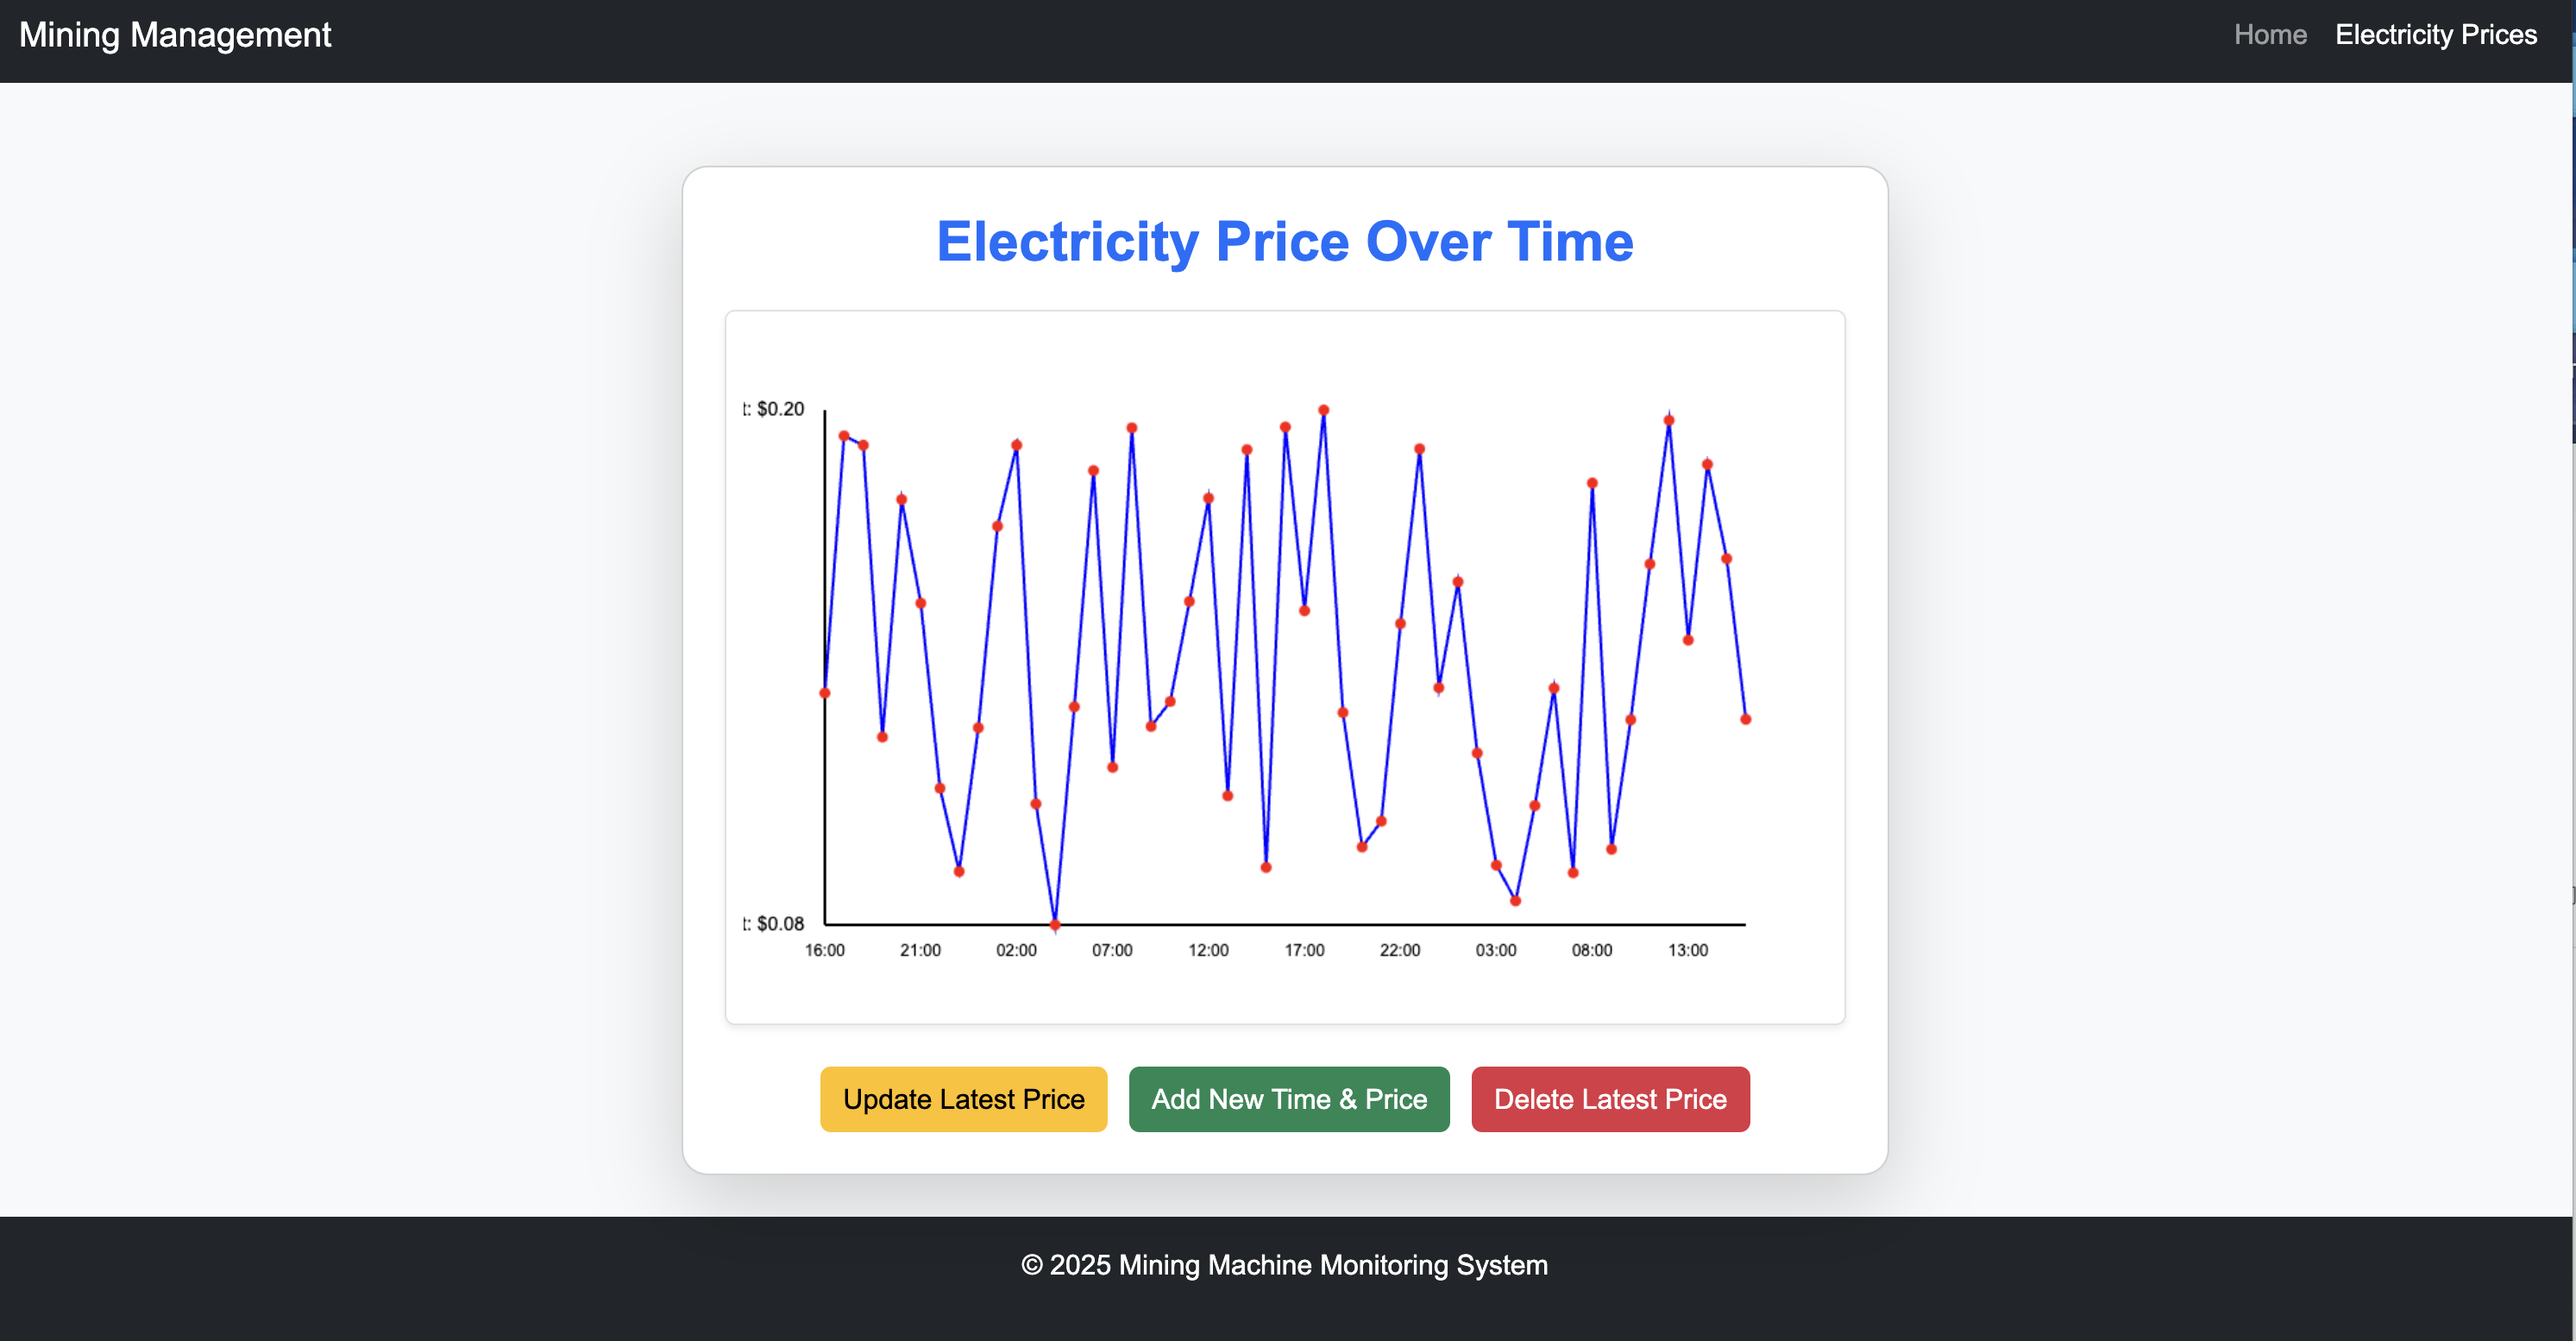 Mining Management
Home Electricity Prices
Electricity Price Over Time
t: $0.20
t: $0.08
16:00 21:00 02:00 07:00 12:00 17:00 22:00 03:00 08:00 13:00
Update Latest Price Add New Time & Price Delete Latest Price
© 2025 Mining Machine Monitoring System